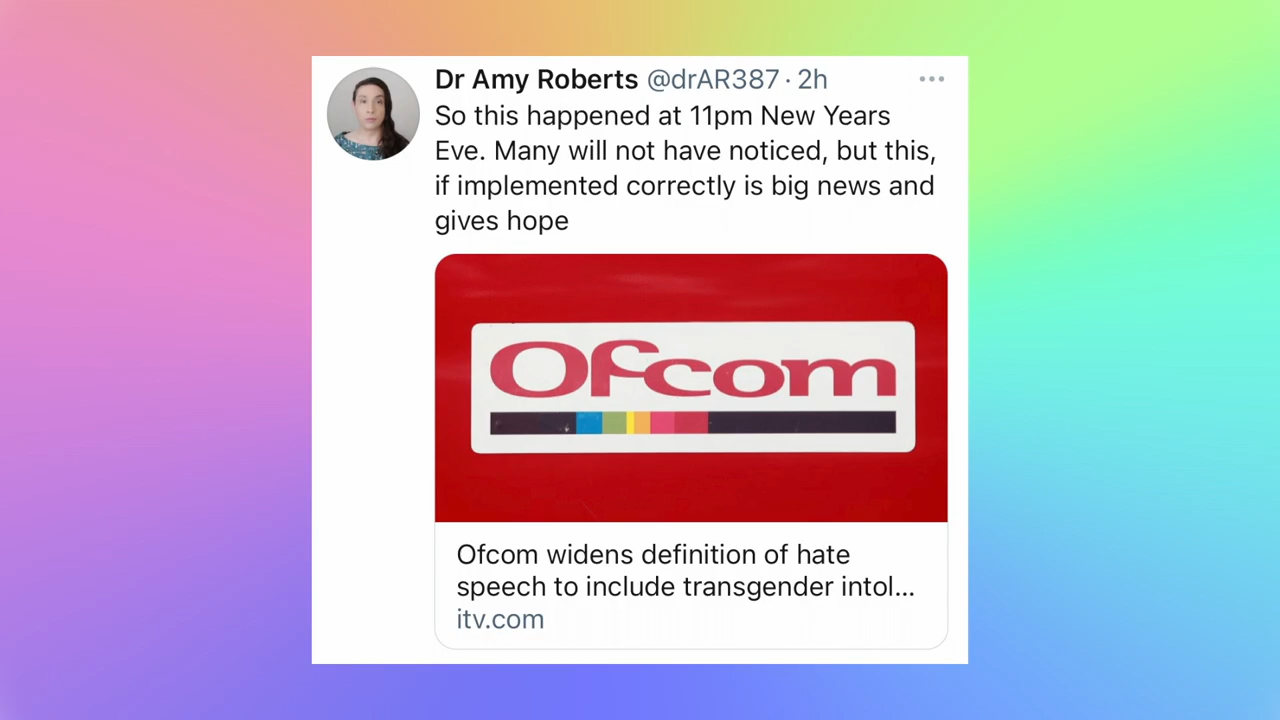 Dr Amy Roberts @drAR387 · 2h
So this happened at 11pm New Years
Eve. Many will not have noticed, but this,
if implemented correctly is big news and
gives hope
Ofcom
Ofcom widens definition of hate
speech to include transgender intol...
itv.com